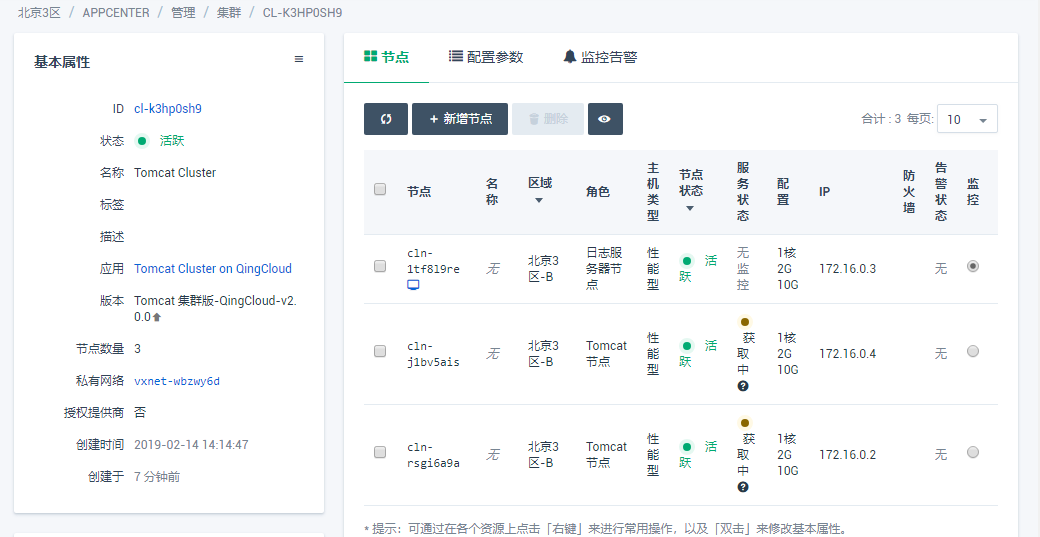 北京3区 / APPCENTER / 管理 / 集群 / CL-K3HP0SH9
基本属性
ID cl-k3hp0sh9
状态 活跃
名称 Tomcat Cluster
标签
描述
应用 Tomcat Cluster on QingCloud
版本 Tomcat 集群版-QingCloud-v2.
0.0
节点数量 3
私有网络 vxnet-wbzwy6d
授权提供商 否
创建时间 2019-02-14 14:14:47
创建于 7 分钟前
节点 配置参数 监控告警
+ 新增节点 删除 合计 : 3 每页: 10
节点 名称 区域 角色 主机类型 节点状态 服务状态 配置 IP 防火墙 告警状态 监控
cln-
1tf8l9re 无 北京3
区-B 日志服
务器节
点 性能型 活
跃 无监控 1核
2G
10G 172.16.0.3 无
cln-
j1bv5ais 无 北京3
区-B Tomcat
节点 性能型 活
跃 获取中 1核
2G
10G 172.16.0.4 无
cln-
rsgi6a9a 无 北京3
区-B Tomcat
节点 性能型 活
跃 获取中 1核
2G
10G 172.16.0.2 无
* 提示：可通过在各个资源上点击「右键」来进行常用操作，以及「双击」来修改基本属性。